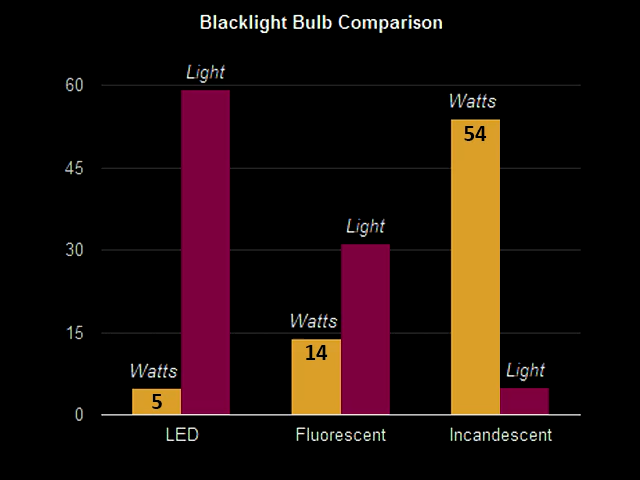 Blacklight Bulb Comparison
Light
60
Watts
54
45
Light
30
Watts
14
15
Watts
5
Light
0
LED Fluorescent Incandescent